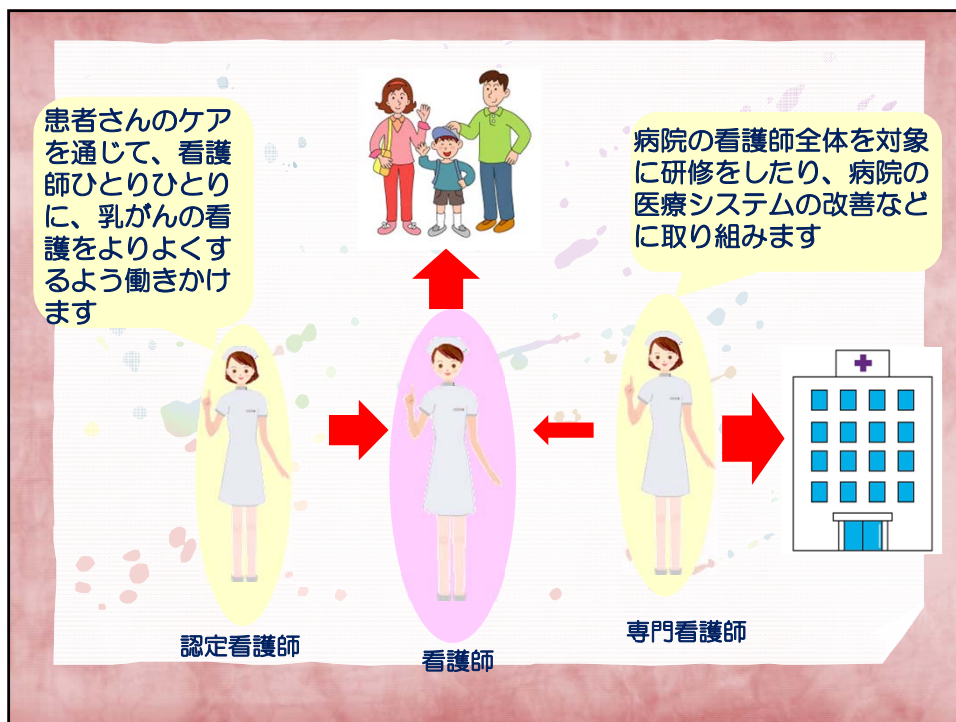 患者さんのケア
を通じて、看護
師ひとりひとり
に、乳がんの看
護をよりよくす
るよう働きかけ
ます
病院の看護師全体を対象
に研修をしたり、病院の
医療システムの改善など
に取り組みます
認定看護師
看護師
専門看護師